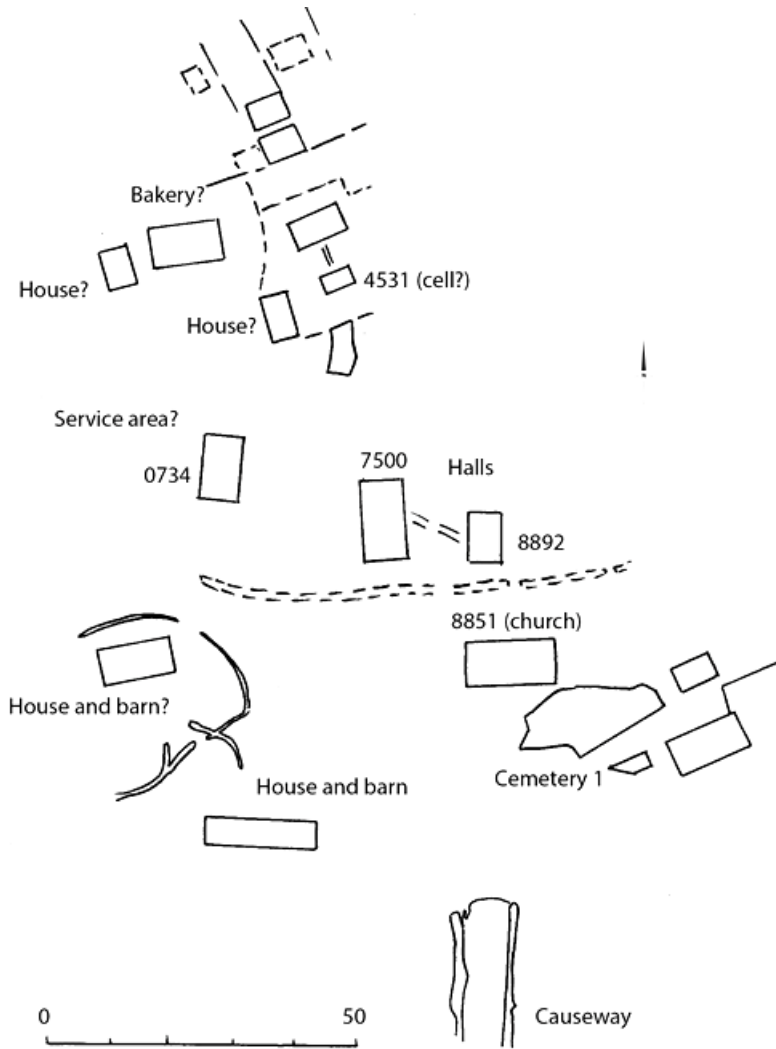 Bakery?
House?
4531 (cell?)
House?
Service area?
0734
7500
Halls
8892
8851 (church)
House and barn?
Cemetery 1
House and barn
0
50
Causeway